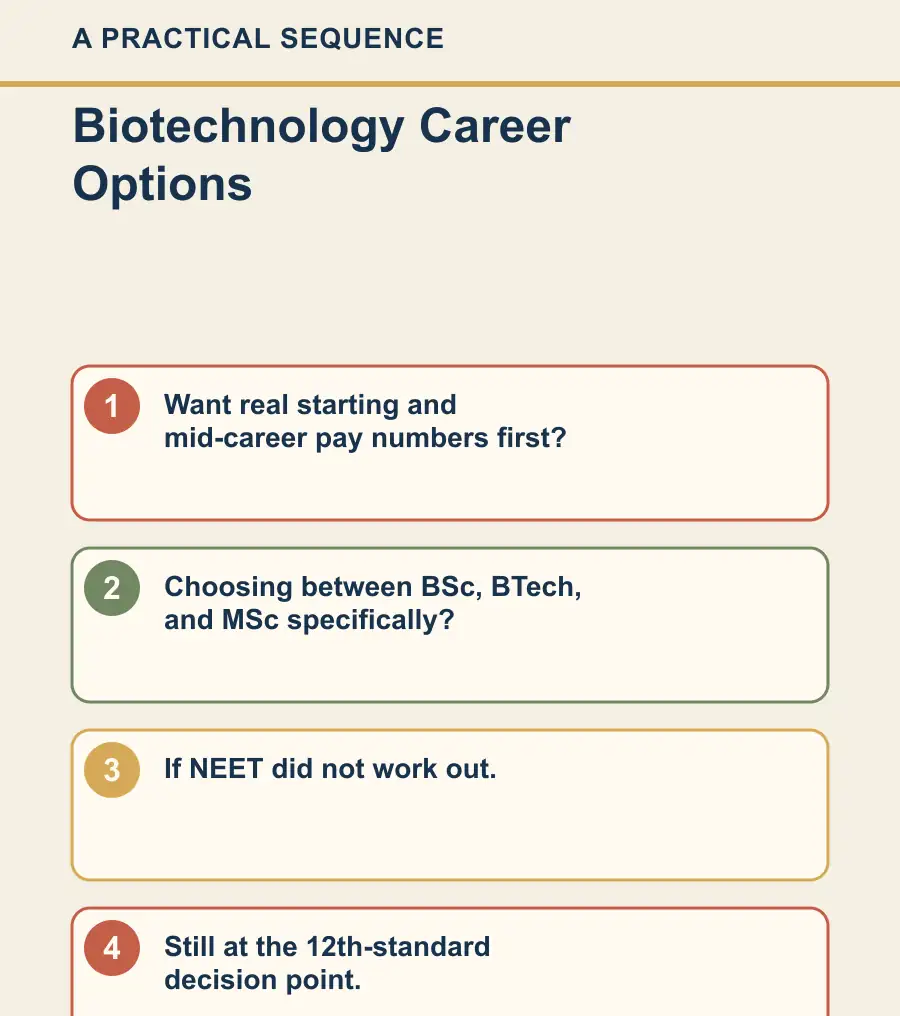 A PRACTICAL SEQUENCE
Biotechnology Career
Options
1
Want real starting and
mid-career pay numbers first?
2
Choosing between BSc, BTech,
and MSc specifically?
3
If NEET did not work out.
4
Still at the 12th-standard
decision point.